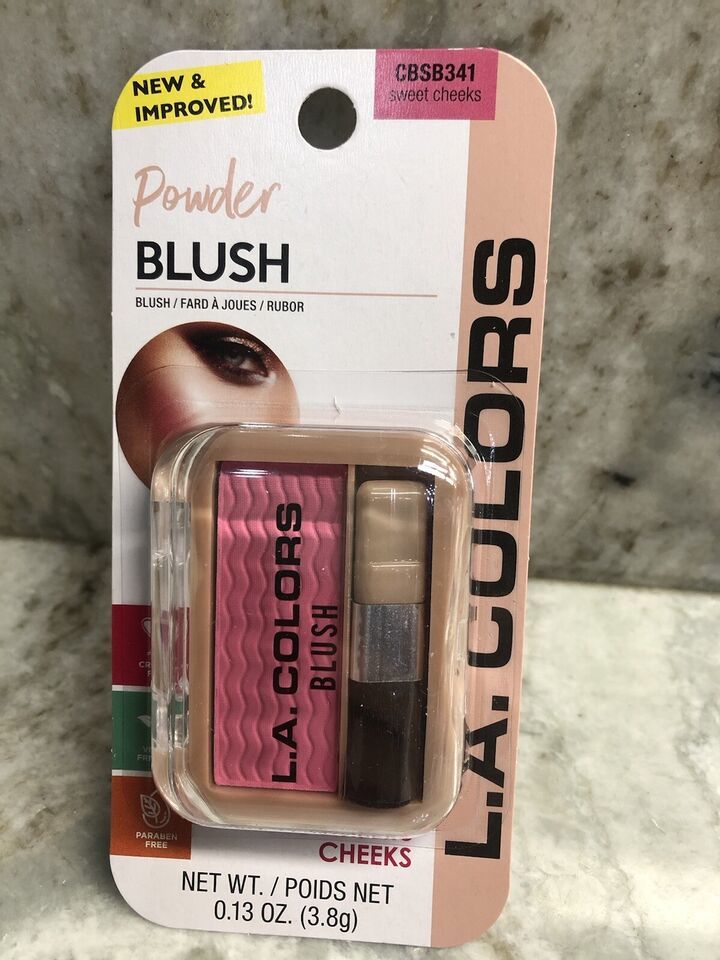 NEW &
IMPROVED!
CBSB341
sweet cheeks
Powder
BLUSH
BLUSH / FARD À JOUES / RUBOR
L.A. COLORS
L.A. COLORS
BLUSH
PARABEN
FREE
CHEEKS
NET WT. / POIDS NET
0.13 OZ. (3.8g)